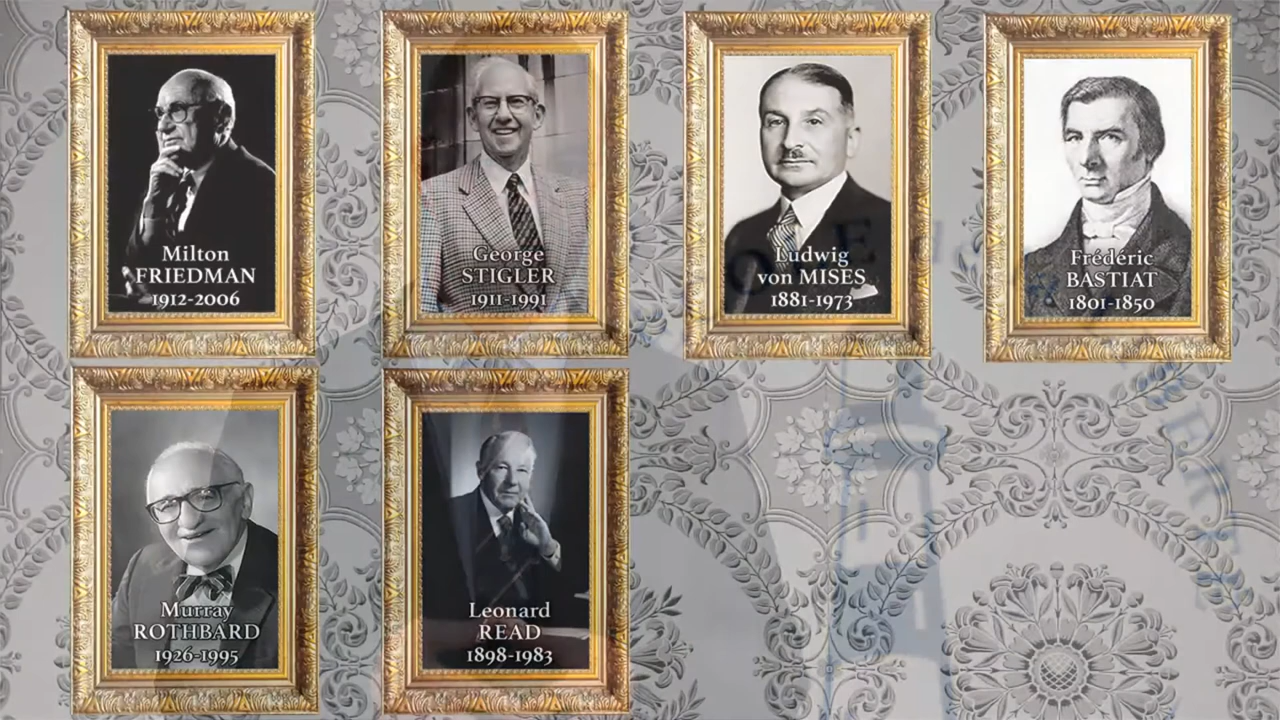 Milton
FRIEDMAN
1912-2006
George
STIGLER
1911-1991
Ludwig
von MISES
1881-1973
Frédéric
BASTIAT
1801-1850
Murray
ROTHBARD
1926-1995
Leonard
READ
1898-1983